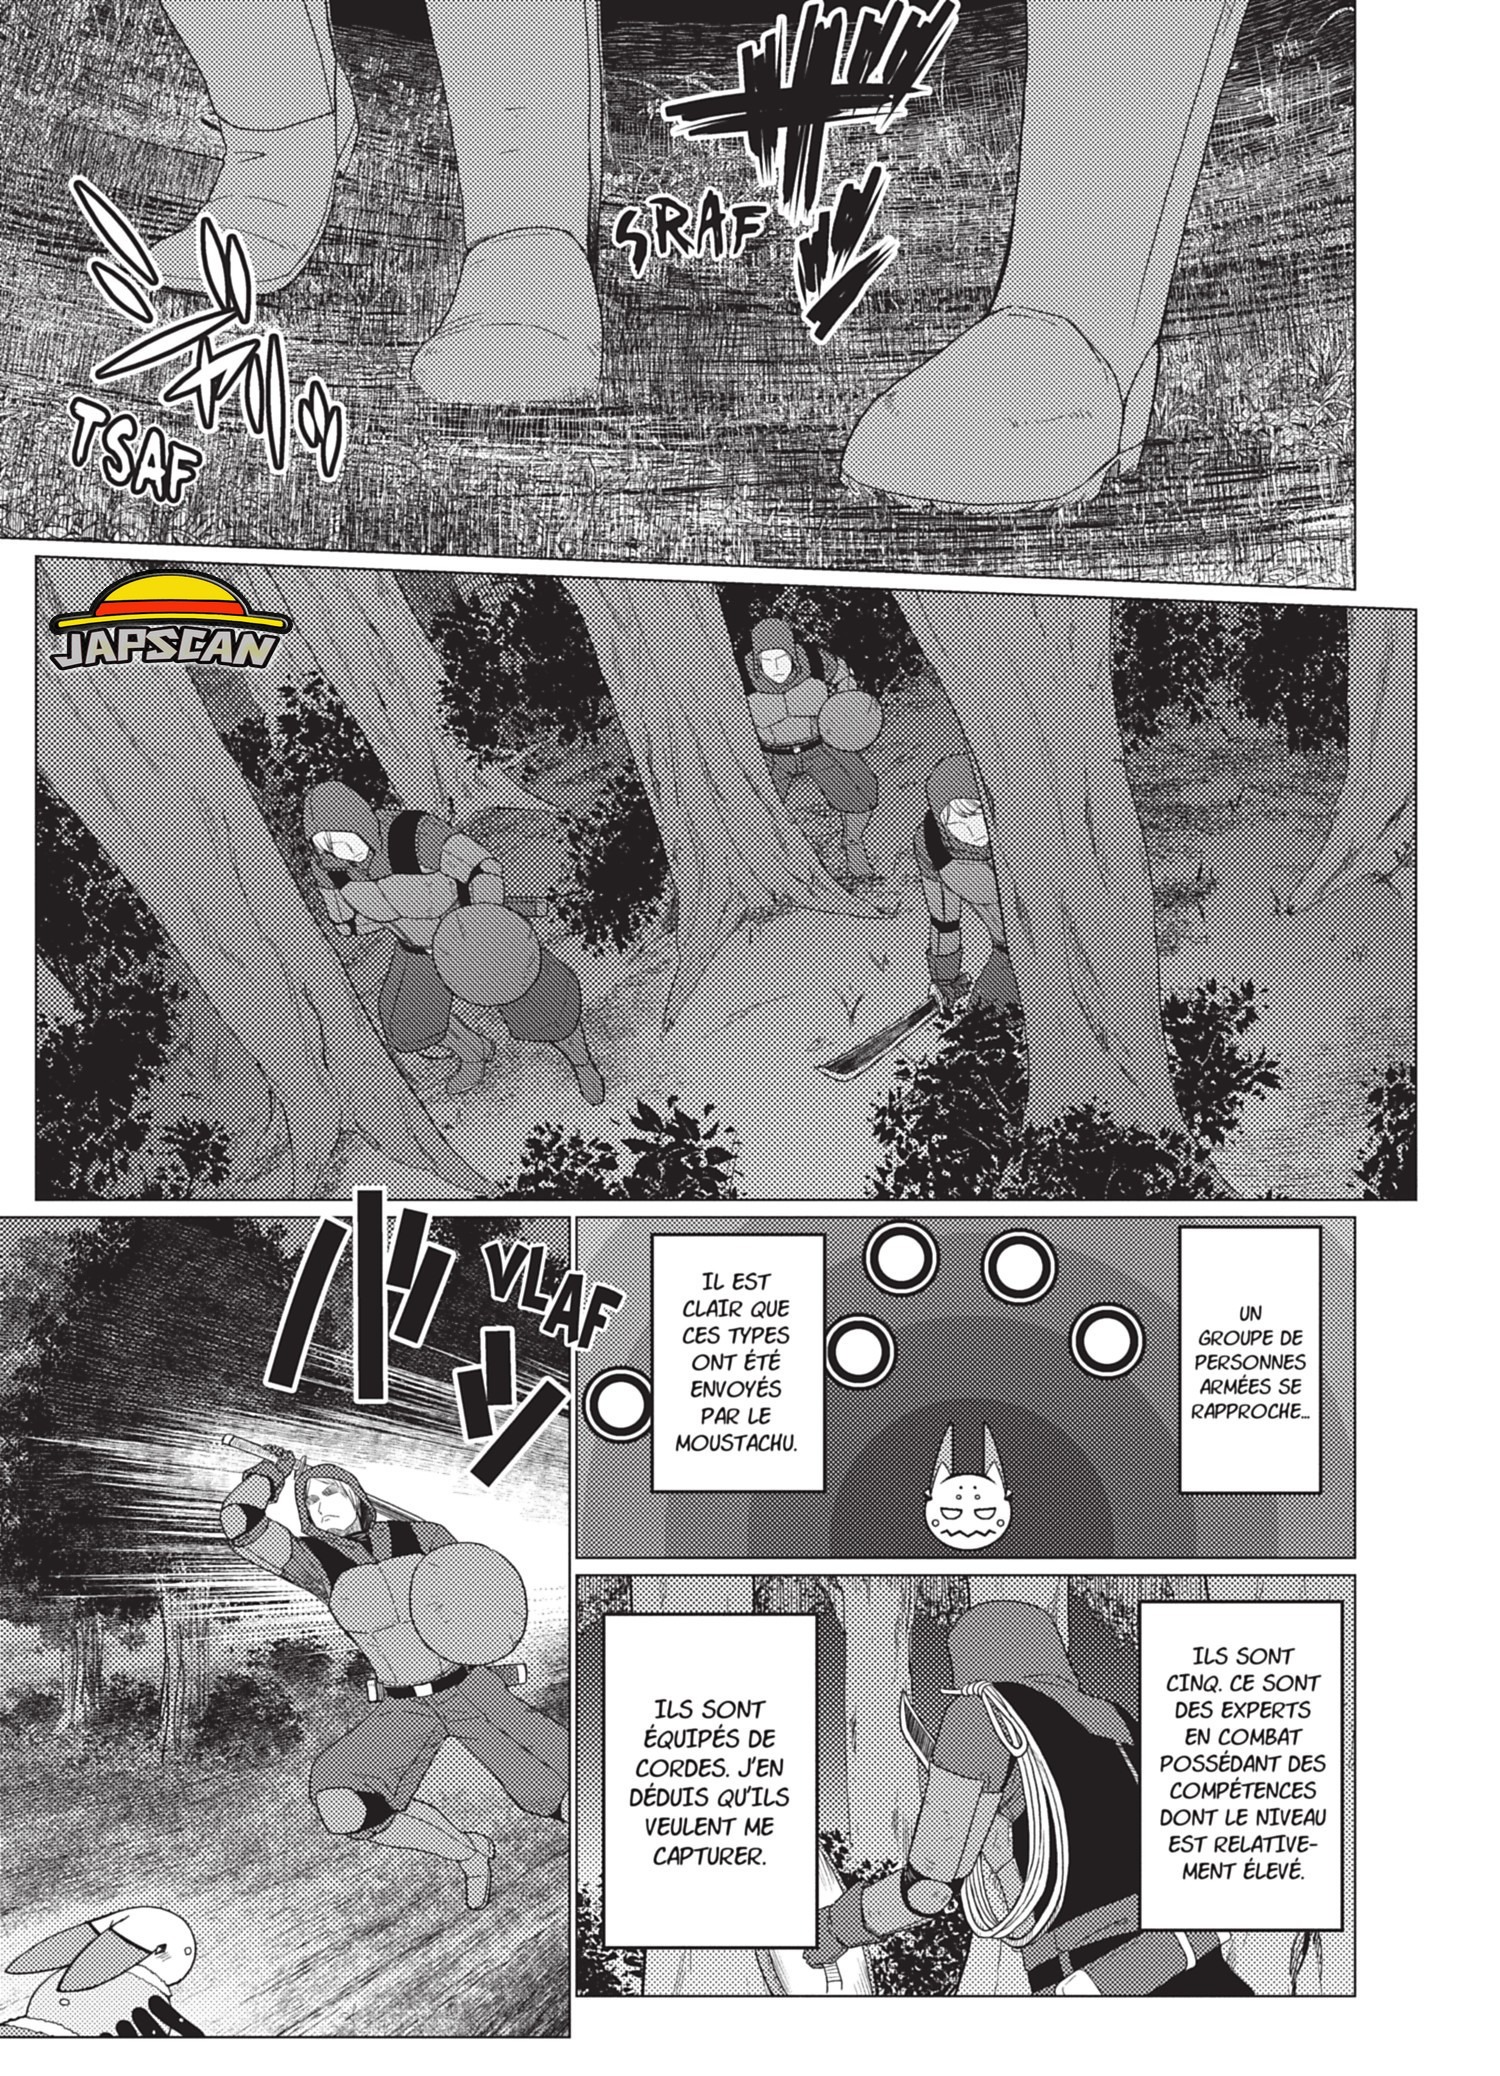 SRAF
TSAF
JAPSCAN
UN
GROUPE DE
PERSONNES
ARMÉES SE
RAPPROCHE...
IL EST
CLAIR QUE
CES TYPES
ONT ÉTÉ
ENVOYÉS
PAR LE
MOUSTACHU.
ILS SONT
CINQ. CE SONT
DES EXPERTS
EN COMBAT
POSSÉDANT DES
COMPÉTENCES
DONT LE NIVEAU
EST RELATIVE-
MENT ÉLEVÉ.
ILS SONT
ÉQUIPÉS DE
CORDES. J'EN
DÉDUIS QU'ILS
VEULENT ME
CAPTURER.
バッ
VLAF